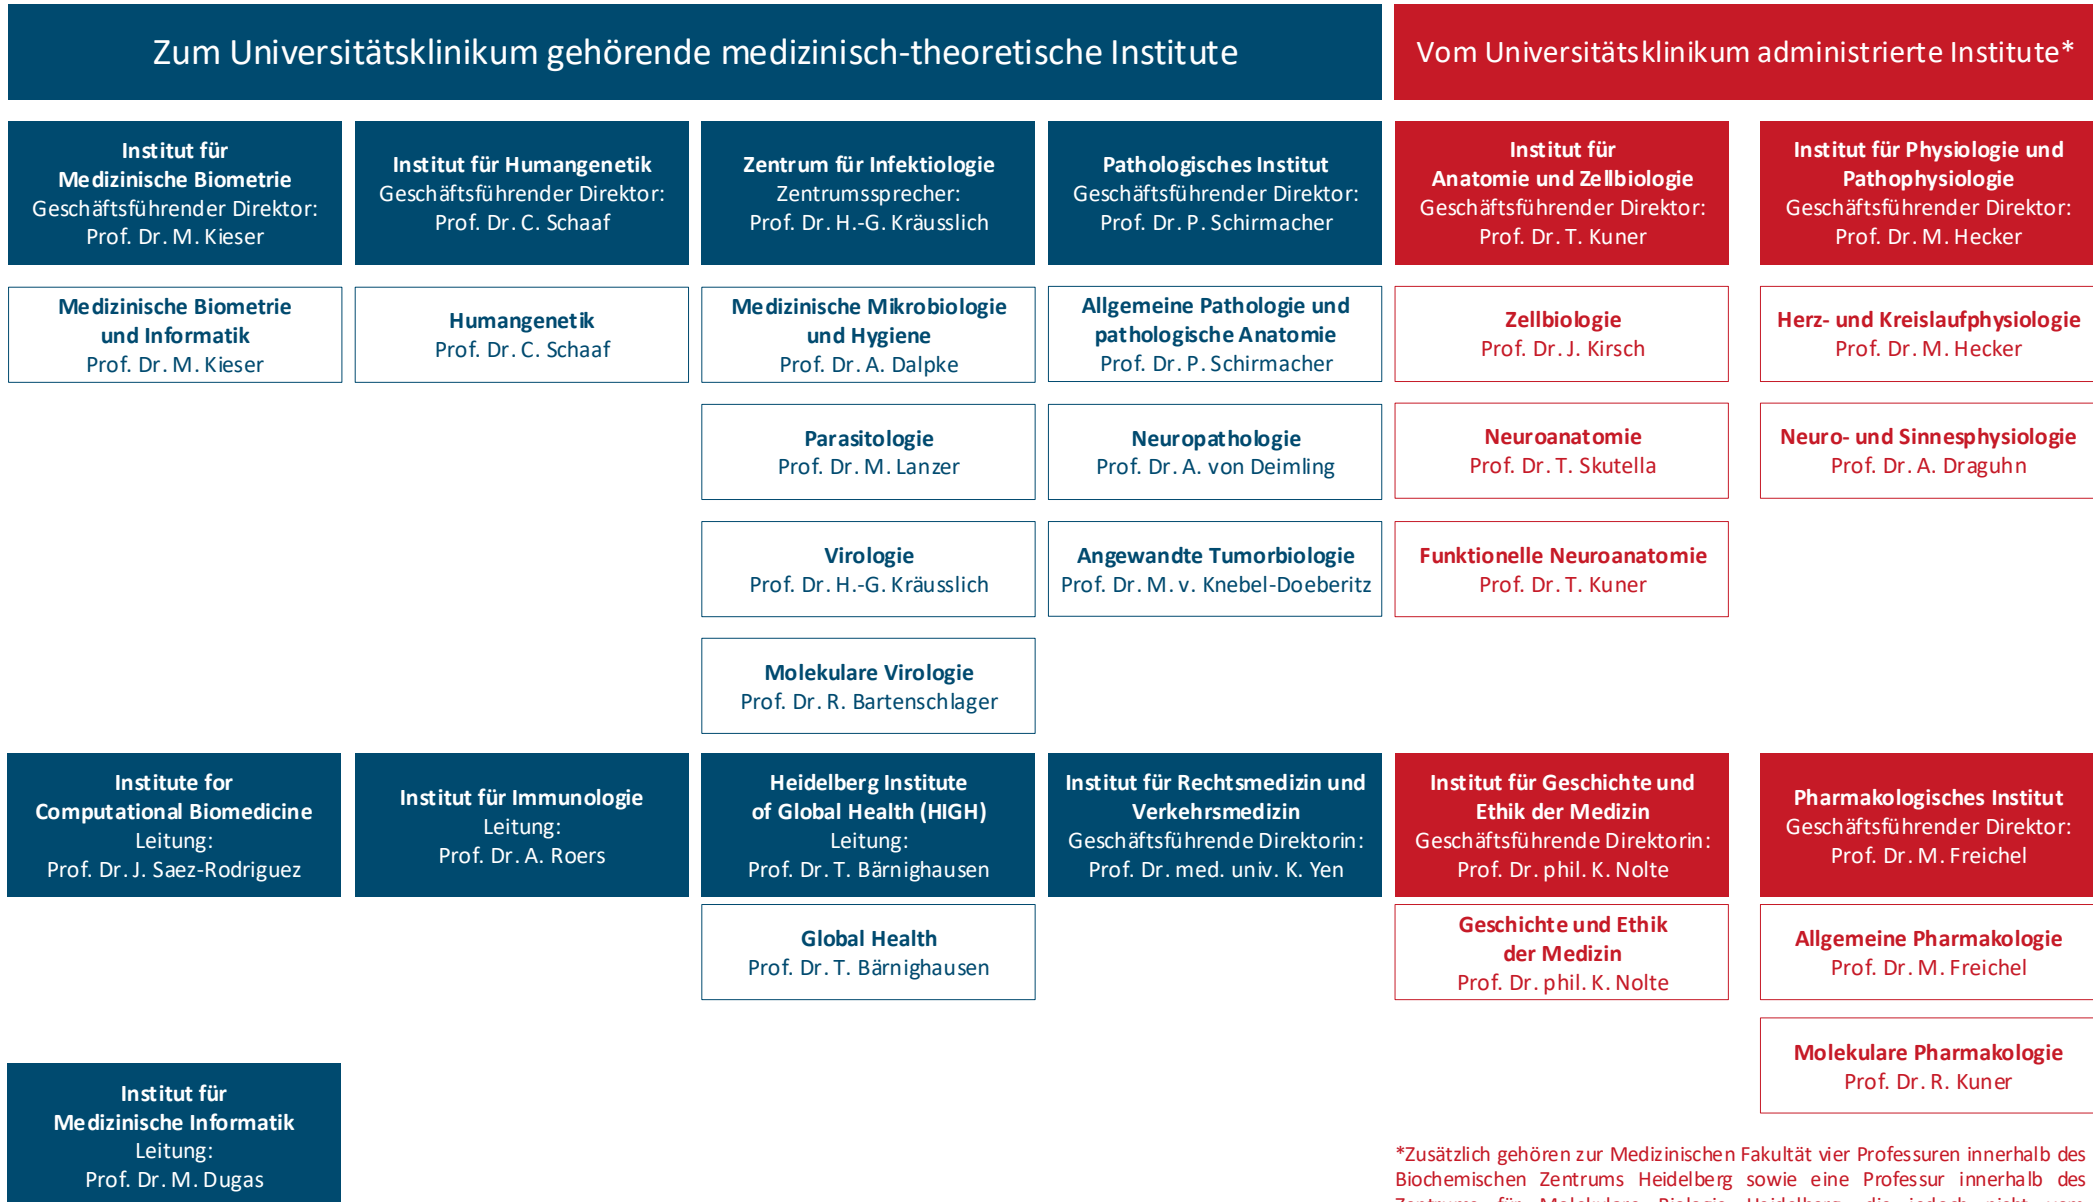 Zum Universitätsklinikum gehörende medizinisch-theoretische Institute
Vom Universitätsklinikum administrierte Institute*
Institut für
Medizinische Biometrie
Geschäftsführender Direktor:
Prof. Dr. M. Kieser
Institut für Humangenetik
Geschäftsführender Direktor:
Prof. Dr. C. Schaaf
Zentrum für Infektiologie
Zentrumssprecher:
Prof. Dr. H.-G. Kräusslich
Pathologisches Institut
Geschäftsführender Direktor:
Prof. Dr. P. Schirmacher
Institut für
Anatomie und Zellbiologie
Geschäftsführender Direktor:
Prof. Dr. T. Kuner
Institut für Physiologie und
Pathophysiologie
Geschäftsführender Direktor:
Prof. Dr. M. Hecker
Medizinische Biometrie
und Informatik
Prof. Dr. M. Kieser
Humangenetik
Prof. Dr. C. Schaaf
Medizinische Mikrobiologie
und Hygiene
Prof. Dr. A. Dalpke
Allgemeine Pathologie und
pathologische Anatomie
Prof. Dr. P. Schirmacher
Zellbiologie
Prof. Dr. J. Kirsch
Herz- und Kreislaufphysiologie
Prof. Dr. M. Hecker
Parasitologie
Prof. Dr. M. Lanzer
Neuropathologie
Prof. Dr. A. von Deimling
Neuroanatomie
Prof. Dr. T. Skutella
Neuro- und Sinnesphysiologie
Prof. Dr. A. Draguhn
Virologie
Prof. Dr. H.-G. Kräusslich
Angewandte Tumorbiologie
Prof. Dr. M. v. Knebel-Doeberitz
Funktionelle Neuroanatomie
Prof. Dr. T. Kuner
Molekulare Virologie
Prof. Dr. R. Bartenschlager
Institute for
Computational Biomedicine
Leitung:
Prof. Dr. J. Saez-Rodriguez
Institut für Immunologie
Leitung:
Prof. Dr. A. Roers
Heidelberg Institute
of Global Health (HIGH)
Leitung:
Prof. Dr. T. Bärnighausen
Institut für Rechtsmedizin und
Verkehrsmedizin
Geschäftsführende Direktorin:
Prof. Dr. med. univ. K. Yen
Institut für Geschichte und
Ethik der Medizin
Geschäftsführende Direktorin:
Prof. Dr. phil. K. Nolte
Pharmakologisches Institut
Geschäftsführender Direktor:
Prof. Dr. M. Freichel
Global Health
Prof. Dr. T. Bärnighausen
Geschichte und Ethik
der Medizin
Prof. Dr. phil. K. Nolte
Allgemeine Pharmakologie
Prof. Dr. M. Freichel
Molekulare Pharmakologie
Prof. Dr. R. Kuner
Institut für
Medizinische Informatik
Leitung:
Prof. Dr. M. Dugas
*Zusätzlich gehören zur Medizinischen Fakultät vier Professuren innerhalb des
Biochemischen Zentrums Heidelberg sowie eine Professur innerhalb des
Zentrums für Molekulare Biologie Heidelberg, die jedoch nicht vom